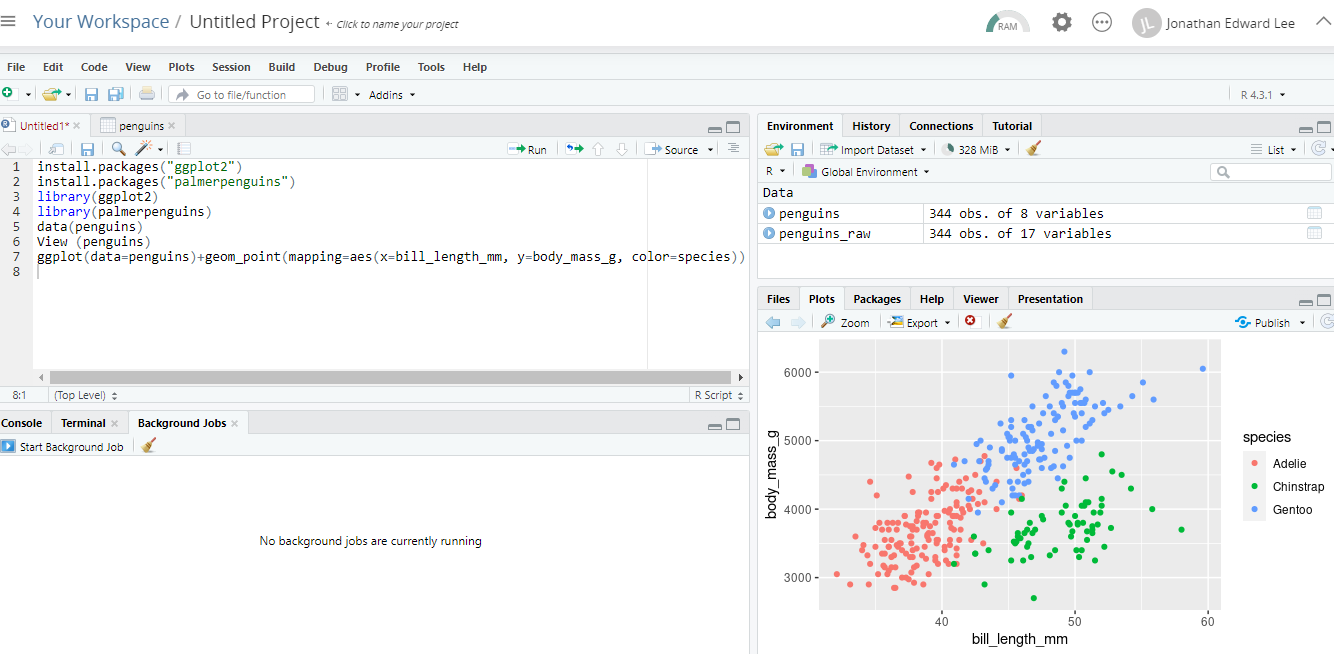 Your Workspace / Untitled Project ← Click to name your project
RAM
JL Jonathan Edward Lee
File Edit Code View Plots Session Build Debug Profile Tools Help
Go to file/function
Addins
R 4.3.1
Untitled1* penguins
Run Source
1 install.packages("ggplot2")
2 install.packages("palmerpenguins")
3 library(ggplot2)
4 library(palmerpenguins)
5 data(penguins)
6 View (penguins)
7 ggplot(data=penguins)+geom_point(mapping=aes(x=bill_length_mm, y=body_mass_g, color=species))
8
8:1 (Top Level) R Script
Console Terminal Background Jobs
Start Background Job
No background jobs are currently running
Environment History Connections Tutorial
Import Dataset 328 MiB List
R Global Environment
Data
penguins 344 obs. of 8 variables
penguins_raw 344 obs. of 17 variables
Files Plots Packages Help Viewer Presentation
Zoom Export Publish
6000
5000
4000
3000
body_mass_g
40 50 60
bill_length_mm
species
Adelie
Chinstrap
Gentoo